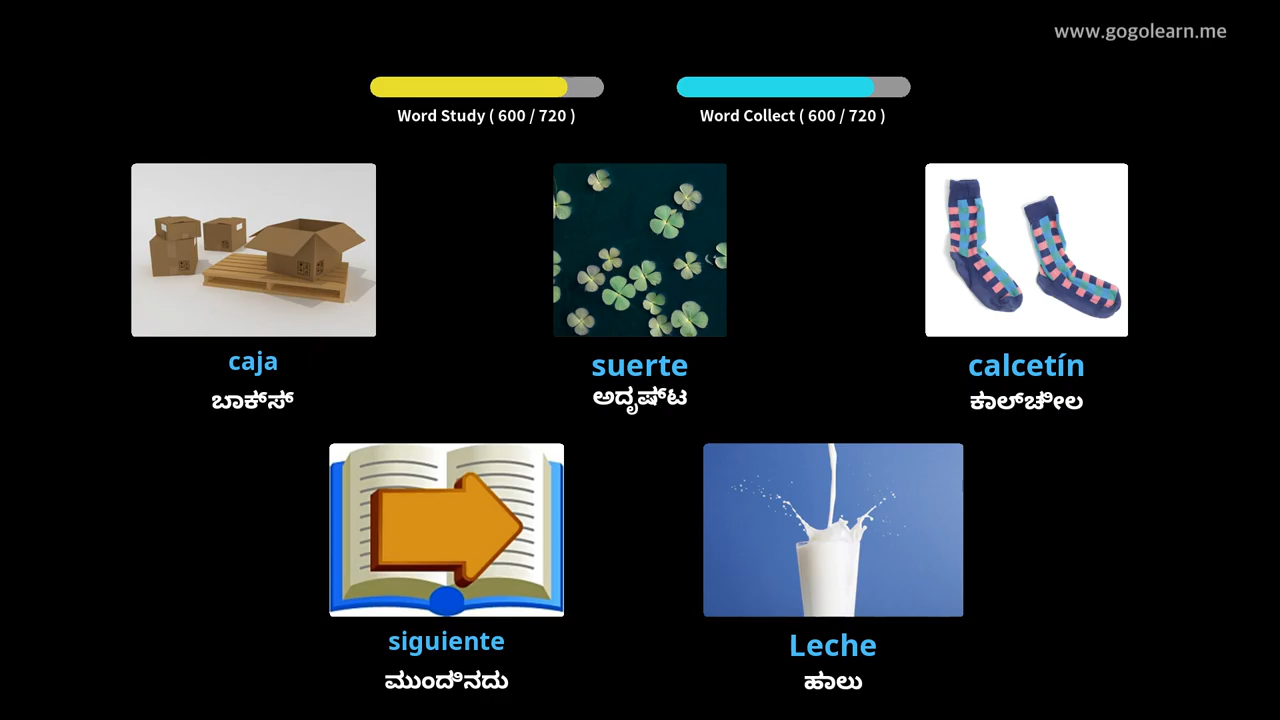 www.gogolearn.me
Word Study ( 600 / 720 )
Word Collect ( 600 / 720 )
caja
ಬಾಕ್ಸ್
suerte
ಅದೃಷ್ಟ
calcetín
ಕಾಲ್ಚೀಲ
siguiente
ಮುಂದಿನದು
Leche
ಹಾಲು